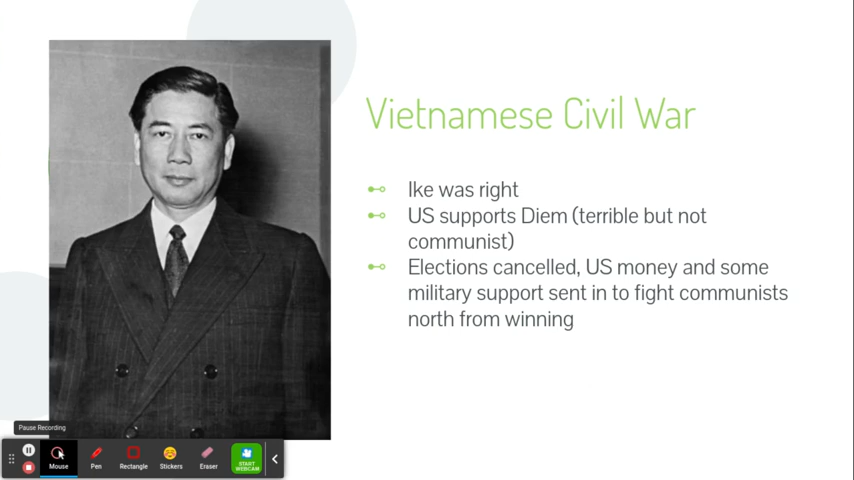 Vietnamese Civil War
Ike was right
US supports Diem (terrible but not
communist)
Elections cancelled, US money and some
military support sent in to fight communists
north from winning
Pause Recording
Mouse
Pen
Rectangle
Stickers
Eraser
START
WEBCAM